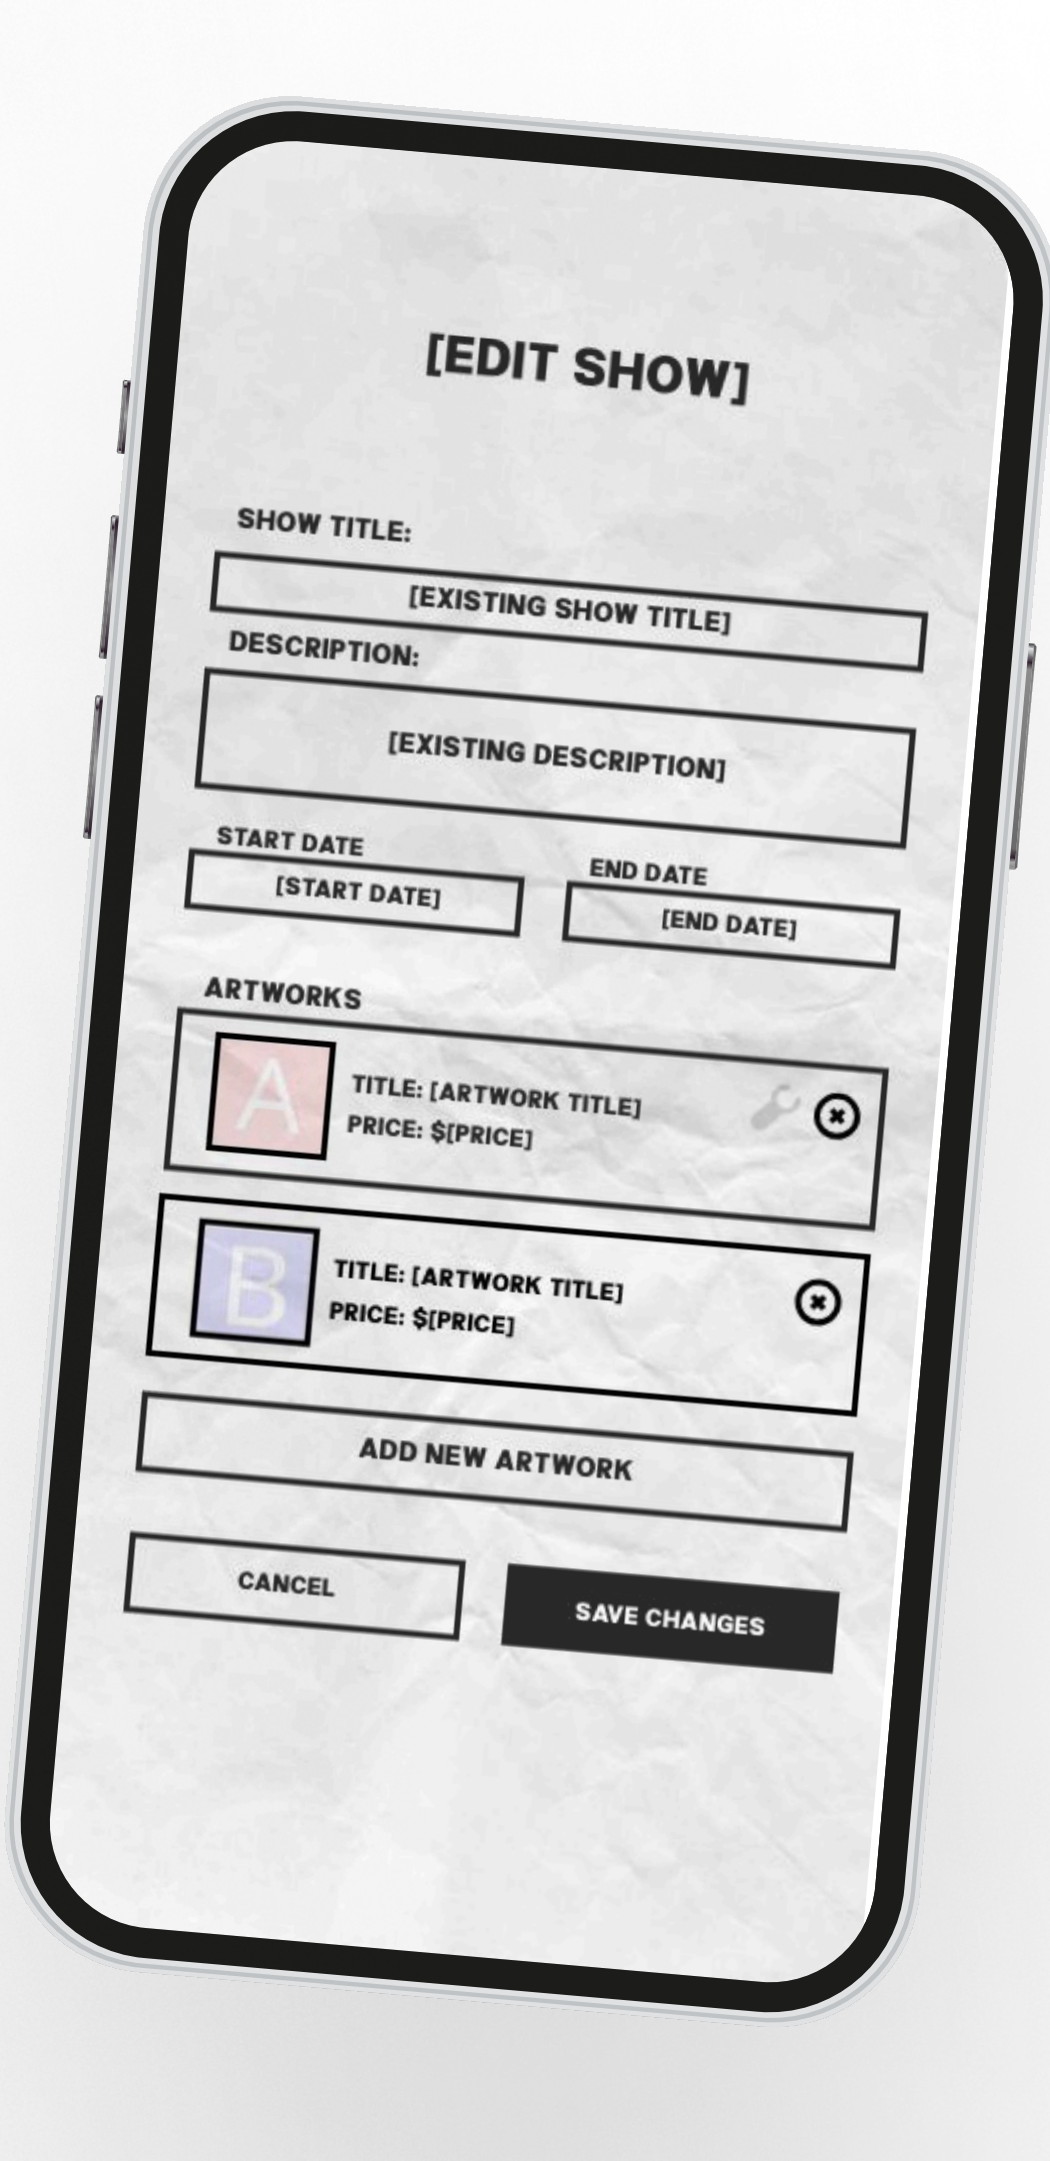 [EDIT SHOW]
SHOW TITLE:
[EXISTING SHOW TITLE]
DESCRIPTION:
[EXISTING DESCRIPTION]
START DATE
END DATE
[START DATE]
[END DATE]
ARTWORKS
A
TITLE: [ARTWORK TITLE]
PRICE: $[PRICE]
B
TITLE: [ARTWORK TITLE]
PRICE: $[PRICE]
ADD NEW ARTWORK
CANCEL
SAVE CHANGES